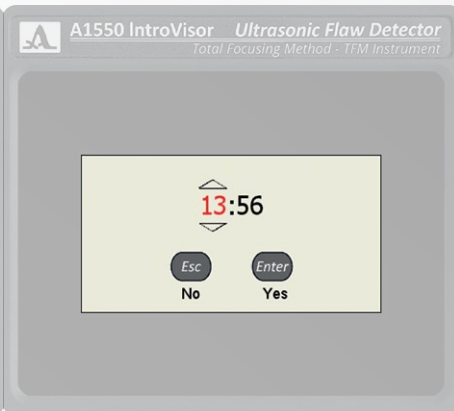 A1550 IntroVisor Ultrasonic Flaw Detector
Total Focusing Method - TFM Instrument
13:56
Esc Enter
No Yes